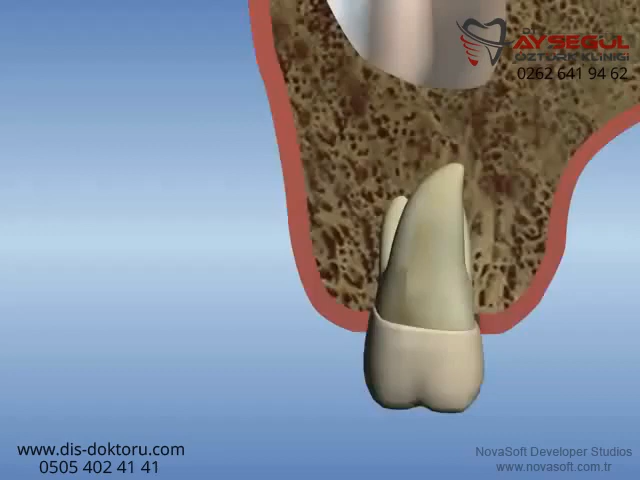 Dt.
AYŞEGÜL
ÖZTÜRK KLİNİĞİ
0262 641 94 62
www.dis-doktoru.com
0505 402 41 41
NovaSoft Developer Studios
www.novasoft.com.tr